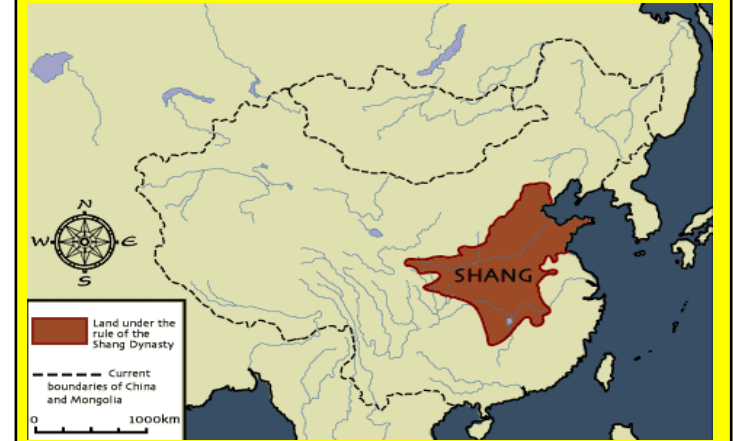 N
W E
S
SHANG
Land under the
rule of the
Shang Dynasty
Current
boundaries of China
and Mongolia
0 1000km